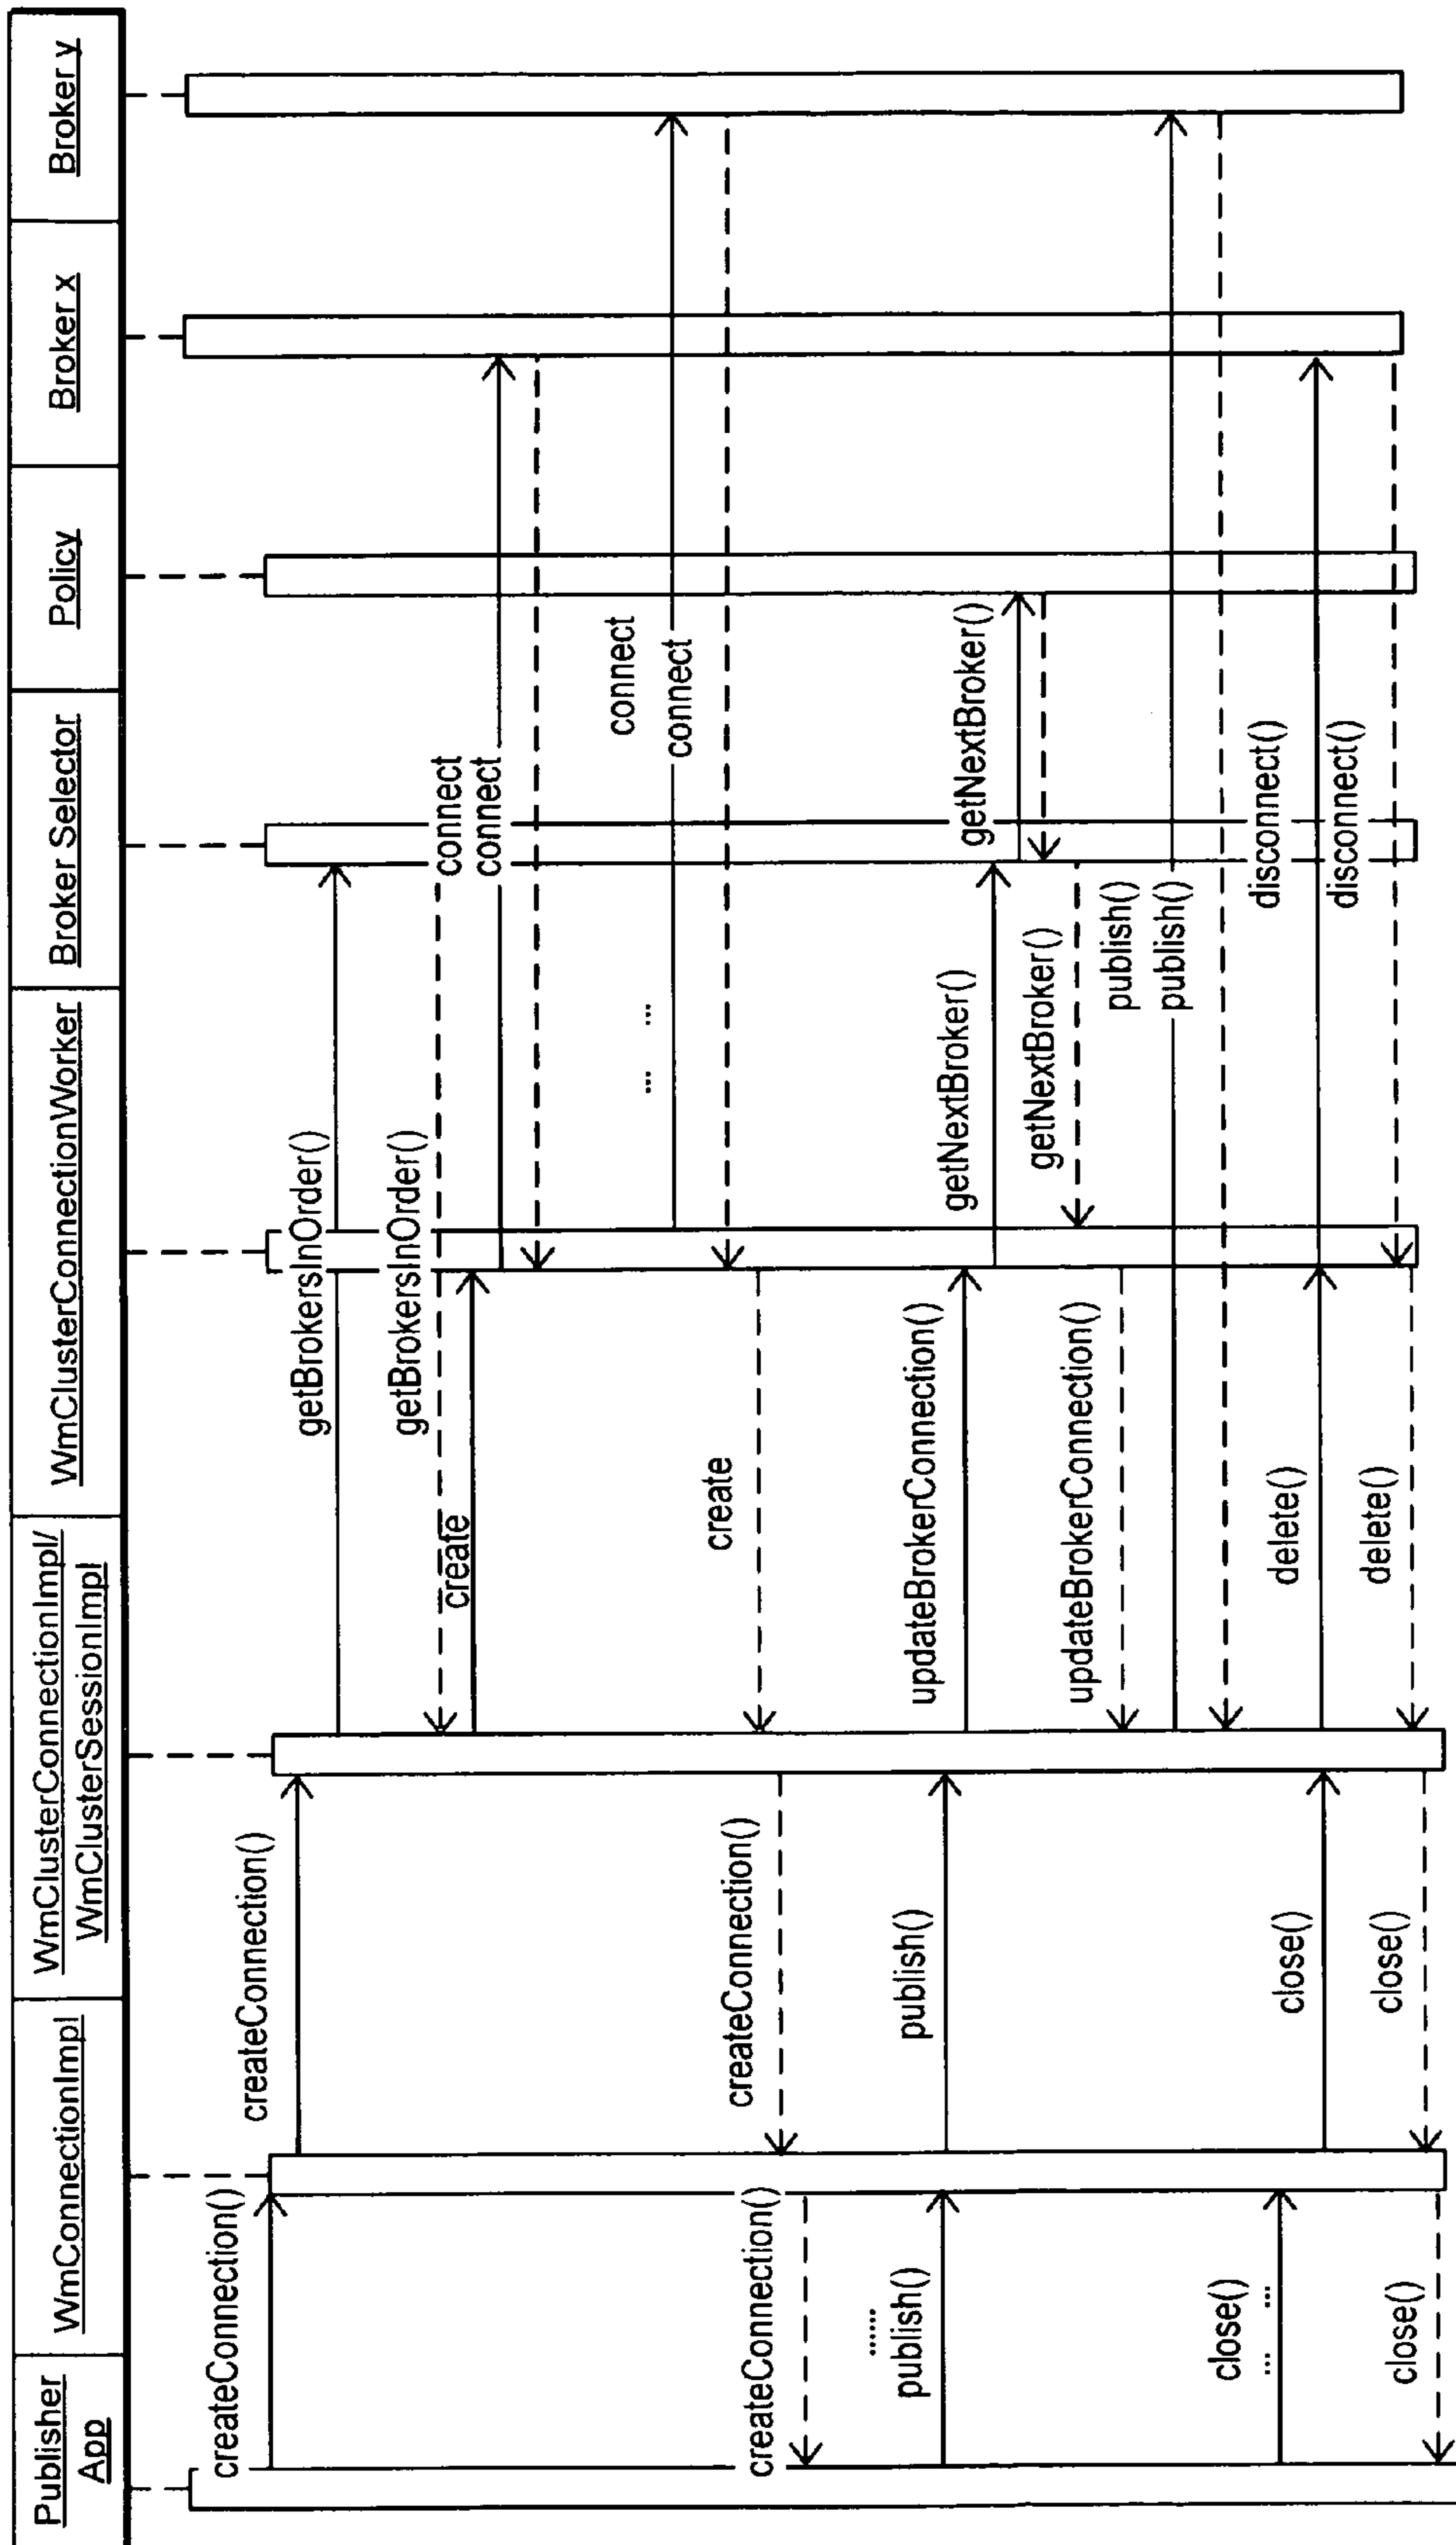 Publisher
App
WmConnectionImpl
WmClusterConnectionImpl/
WmClusterSessionImpl
WmClusterConnectionWorker
Broker Selector
Policy
Broker x
Broker y
createConnection()
createConnection()
getBrokersInOrder()
getBrokersInOrder()
connect
create
connect
... ...
connect
connect
create
createConnection()
createConnection()
......
publish()
publish()
updateBrokerConnection()
getNextBroker()
getNextBroker()
getNextBroker()
updateBrokerConnection()
publish()
publish()
close()
... ...
close()
delete()
disconnect()
disconnect()
delete()
close()
close()